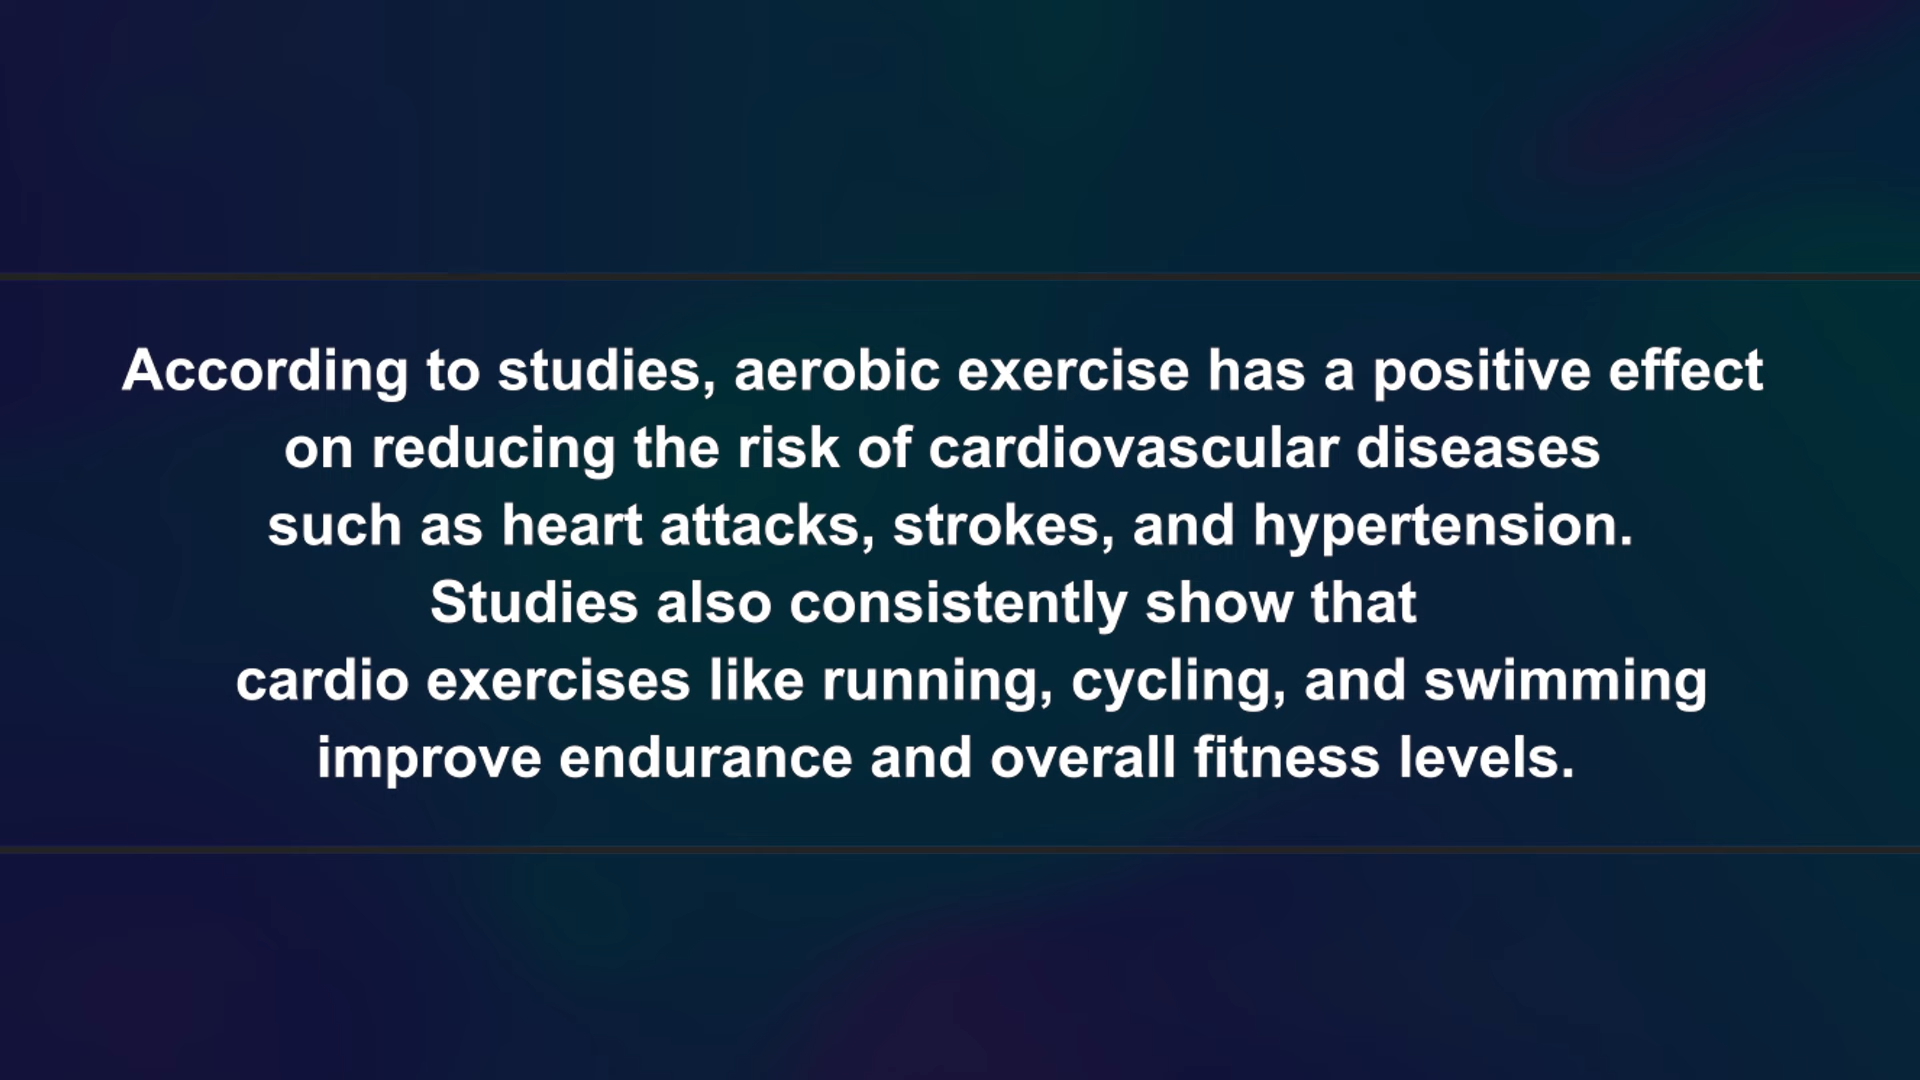 According to studies, aerobic exercise has a positive effect
on reducing the risk of cardiovascular diseases
such as heart attacks, strokes, and hypertension.
Studies also consistently show that
cardio exercises like running, cycling, and swimming
improve endurance and overall fitness levels.